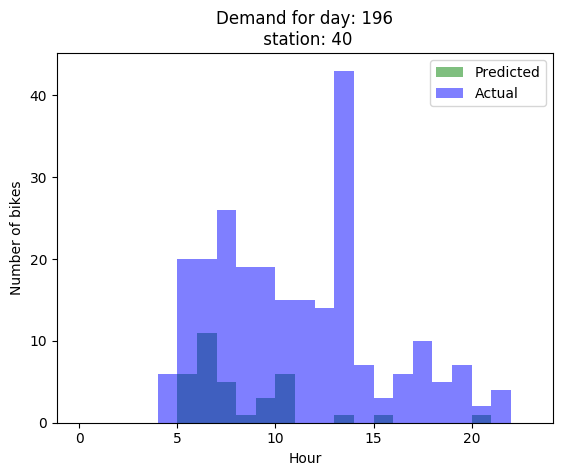 Demand for day: 196
station: 40
Predicted
Actual
Number of bikes
40
30
20
10
0
0
5
10
15
20
Hour